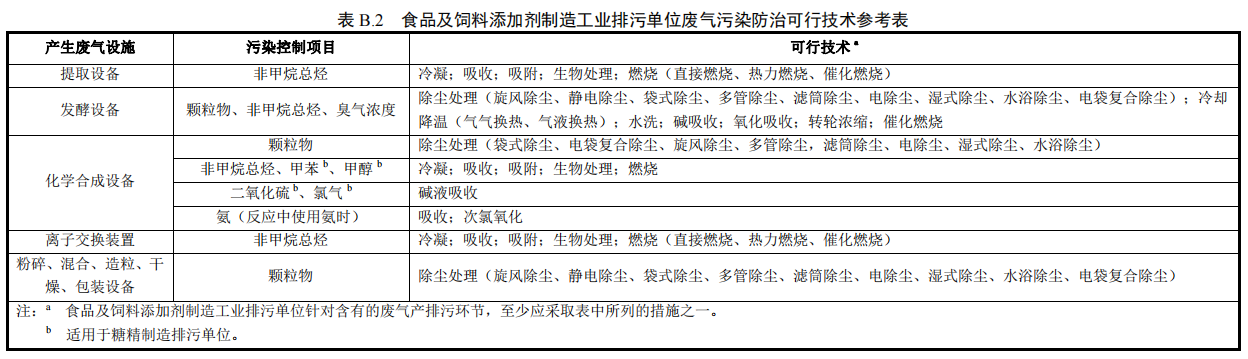 表 B.2 食品及饲料添加剂制造工业排污单位废气污染防治可行技术参考表
产生废气设施 污染控制项目 可行技术 a
提取设备 非甲烷总烃 冷凝；吸收；吸附；生物处理；燃烧（直接燃烧、热力燃烧、催化燃烧）
发酵设备 颗粒物、非甲烷总烃、臭气浓度 除尘处理（旋风除尘、静电除尘、袋式除尘、多管除尘、滤筒除尘、电除尘、湿式除尘、水浴除尘、电袋复合除尘）；冷却
降温（气气换热、气液换热）；水洗；碱吸收；氧化吸收；转轮浓缩；催化燃烧
化学合成设备 颗粒物 除尘处理（袋式除尘、电袋复合除尘、旋风除尘、多管除尘，滤筒除尘、电除尘、湿式除尘、水浴除尘）
非甲烷总烃、甲苯 b、甲醇 b 冷凝；吸收；吸附；生物处理；燃烧
二氧化硫 b、氯气 b 碱液吸收
氨（反应中使用氨时） 吸收；次氯氧化
离子交换装置 非甲烷总烃 冷凝；吸收；吸附；生物处理；燃烧（直接燃烧、热力燃烧、催化燃烧）
粉碎、混合、造粒、干
燥、包装设备 颗粒物 除尘处理（旋风除尘、静电除尘、袋式除尘、多管除尘、滤筒除尘、电除尘、湿式除尘、水浴除尘、电袋复合除尘）
注：a 食品及饲料添加剂制造工业排污单位针对含有的废气产排污环节，至少应采取表中所列的措施之一。
b 适用于糖精制造排污单位。